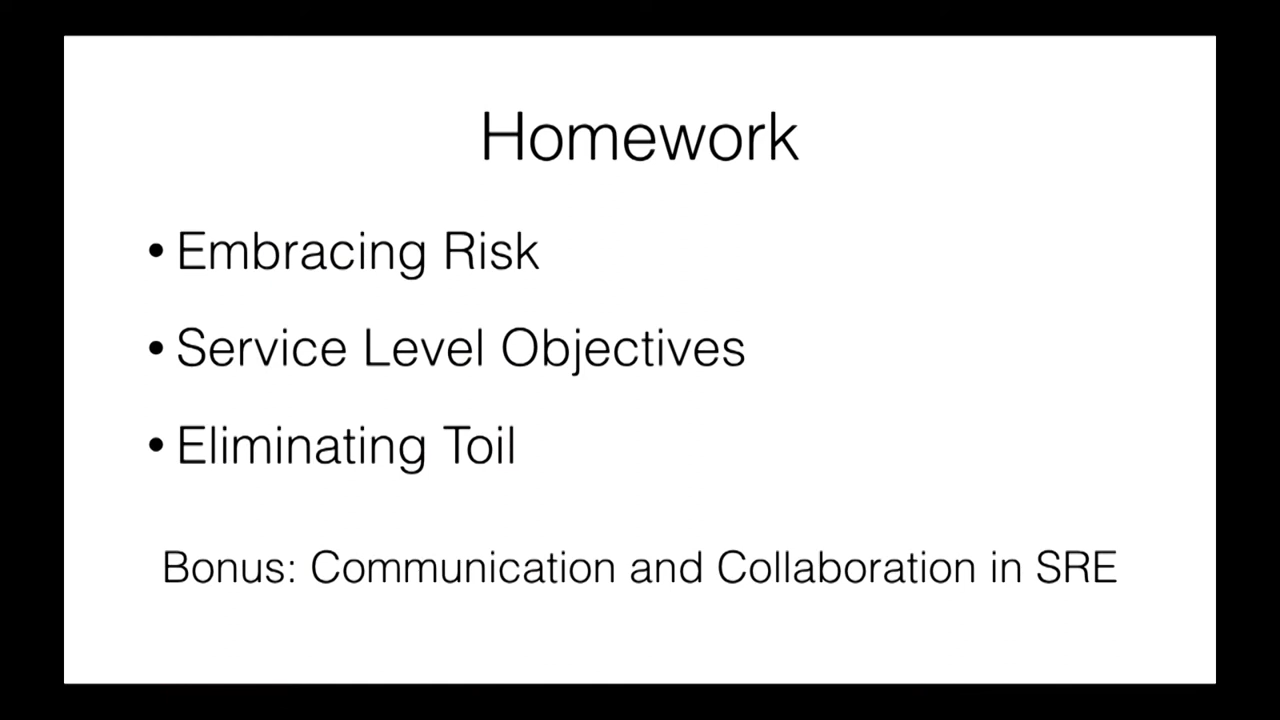 Homework
• Embracing Risk
• Service Level Objectives
• Eliminating Toil
Bonus: Communication and Collaboration in SRE